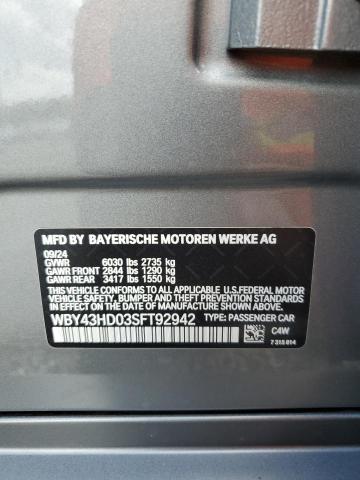 MFD BY BAYERISCHE MOTOREN WERKE AG
09/24
GVWR 6030 lbs 2735 kg
GAWR FRONT 2844 lbs 1290 kg
GAWR REAR 3417 lbs 1550 kg
THIS VEHICLE CONFORMS TO ALL APPLICABLE U.S.FEDERAL MOTOR
VEHICLE SAFETY, BUMPER AND THEFT PREVENTION STANDARDS
IN EFFECT ON THE DATE OF MANUFACTURE SHOWN ABOVE.
WBY43HD03SFT92942 TYPE: PASSENGER CAR
C4W
7 315 014